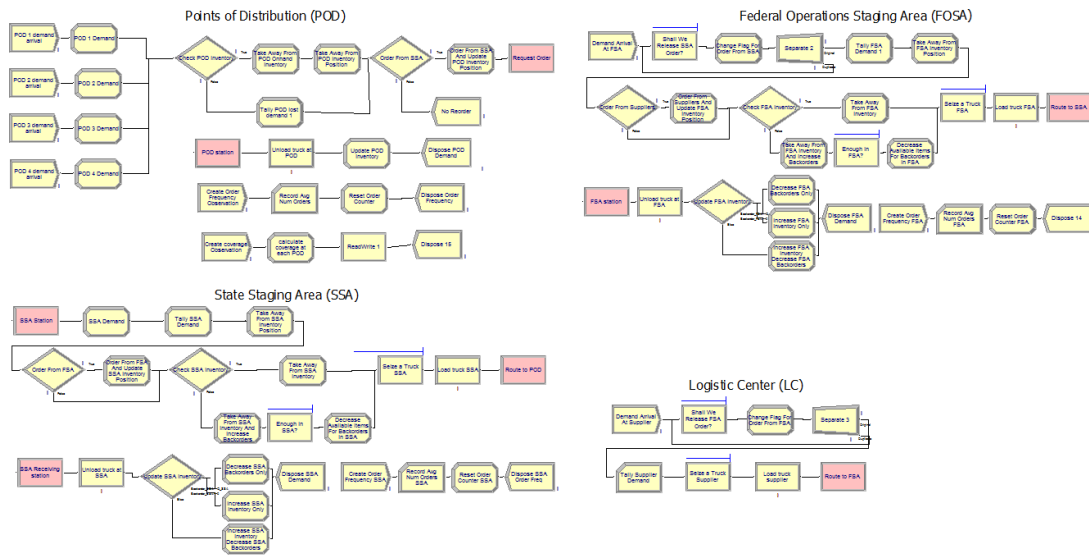 Points of Distribution (POD)
POD 1 demand
arrival
POD 1 Demand
POD 2 demand
arrival
POD 2 Demand
POD 3 demand
arrival
POD 3 Demand
POD 4 demand
arrival
POD 4 Demand
Check POD Inventory
True
False
Take Away From
POD Onhand
Inventory
Take Away From
POD Inventory
Position
Tally POD lost
demand 1
Order From SSA
True
False
Order From SSA
And Update
POD Inventory
Position
Request Order
No Reorder
POD station
Unload truck at
POD
Update POD
Inventory
Dispose POD
Demand
Create Order
Frequency
Observation
Record Avg
Num Orders
Reset Order
Counter
Dispose Order
Frequency
Create coverage
Observation
calculate
coverage at
each POD
ReadWrite 1
Dispose 15
Federal Operations Staging Area (FOSA)
Demand Arrival
At FSA
Shall We
Release SSA
Order?
Change Flag For
Order From SSA
Separate 2
Original
Duplicate
Tally FSA
Demand 1
Take Away From
FSA Inventory
Position
Order From Suppliers
True
False
Order From
Suppliers And
Update
Inventory
Position
Check FSA Inventory
True
False
Take Away
From FSA
Inventory
Seize a Truck
FSA
Load truck FSA
Route to SSA
Take Away From
FSA Inventory
And Increase
Backorders
Enough in
FSA?
Decrease
Available Items
For Backorders
In FSA
FSA station
Unload truck at
FSA
Update FSA Inventory
Else
Decrease FSA
Backorders Only
Increase FSA
Inventory Only
Increase FSA
Inventory
Decrease FSA
Backorders
Dispose FSA
Demand
Create Order
Frequency FSA
Record Avg
Num Orders
FSA
Reset Order
Counter FSA
Dispose 14
State Staging Area (SSA)
SSA Station
SSA Demand
Tally SSA
Demand
Take Away From
SSA Inventory
Position
Order From FSA
True
False
Order From FSA
And Update
SSA Inventory
Position
Check SSA Inventory
True
False
Take Away
From SSA
Inventory
Seize a Truck
SSA
Load truck SSA
Route to POD
Take Away
From SSA
Inventory And
Increase
Backorders
Enough in
SSA?
Decrease
Available Items
For Backorders
In SSA
SSA Receiving
station
Unload truck at
SSA
Update SSA Inventory
Else
Decrease SSA
Backorders Only
Increase SSA
Inventory Only
Increase SSA
Inventory
Decrease SSA
Backorders
Dispose SSA
Demand
Create Order
Frequency SSA
Record Avg
Num Orders
SSA
Reset Order
Counter SSA
Dispose SSA
Order Freq
Logistic Center (LC)
Demand Arrival
At Supplier
Shall We
Release FSA
Order?
Change Flag For
Order From FSA
Separate 3
Original
Duplicate
Tally Supplier
Demand
Seize a Truck
Supplier
Load truck
supplier
Route to FSA